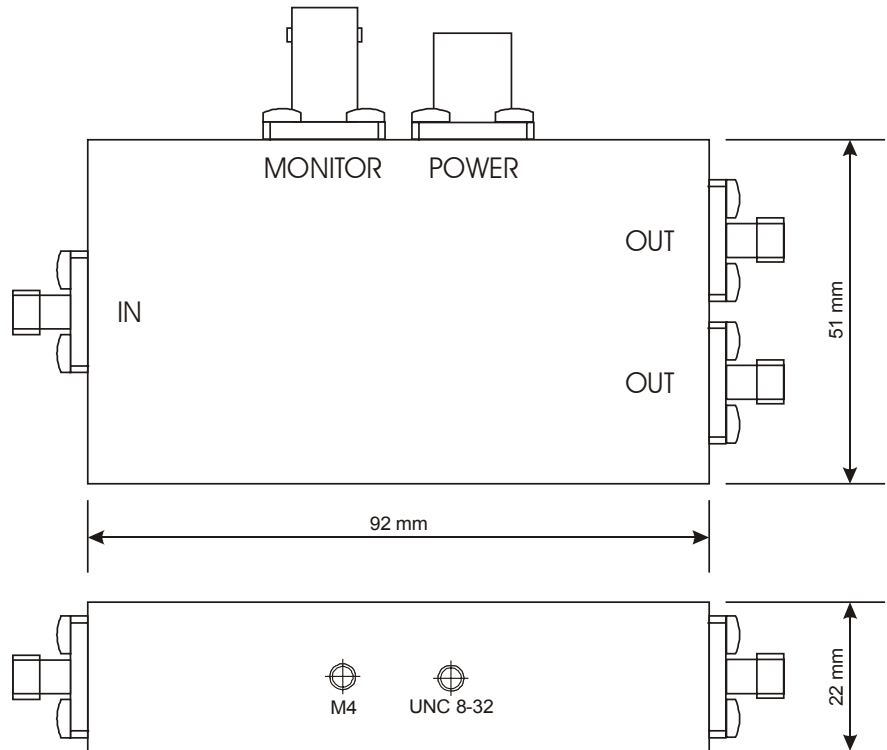 MONITOR POWER
OUT
IN
51 mm
OUT
92 mm
22 mm
M4 UNC 8-32